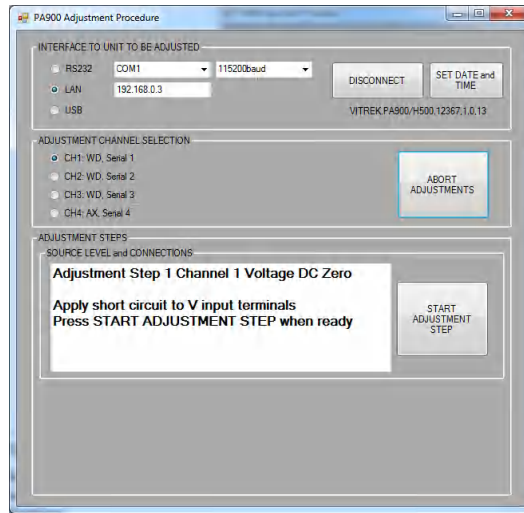 PA900 Adjustment Procedure
INTERFACE TO UNIT TO BE ADJUSTED
RS232 COM1 115200baud
LAN 192.168.0.3
USB
DISCONNECT
SET DATE and
TIME
VITREK,PA900/H500,12367,1.0,13
ADJUSTMENT CHANNEL SELECTION
CH1: WD, Serial 1
CH2: WD, Serial 2
CH3: WD, Serial 3
CH4: AX, Serial 4
ABORT
ADJUSTMENTS
ADJUSTMENT STEPS
SOURCE LEVEL and CONNECTIONS
Adjustment Step 1 Channel 1 Voltage DC Zero
Apply short circuit to V input terminals
Press START ADJUSTMENT STEP when ready
START
ADJUSTMENT
STEP